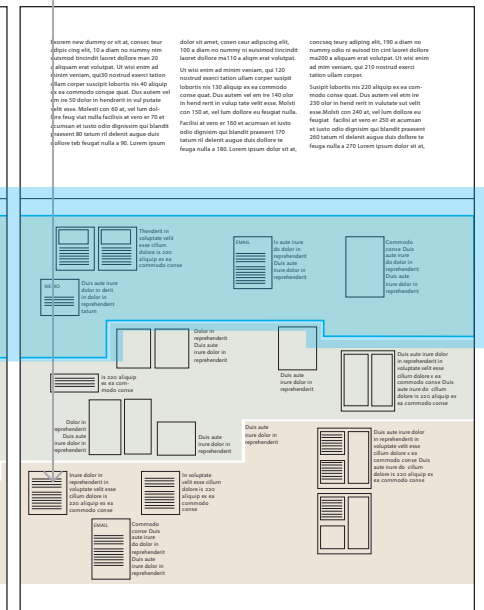 lxorem new dummy or sit at, consec teur
adipis cing elit, 10 a diam no nummy nim
euismod tincindit laoreet dollore man 20
a aliquam erat volutpat. Ut wisi enim ad
minim veniam, qui30 nostrud exerci tation
ullam corper suscipit lobortis nis 40 aliquip
ex ea commodo conqe quat. Dus autem vel
em ire 50 dolor in hendrerit in vul putate
velit esse. Molesti con 60 at, vel lum dol-
lore feug viat nulla facilisis at vero er 70 et
acumsan et iusto odio dignissim qui blandit
praesent 80 tatum ril delenit augue duis
dollore teb feugat nulla a 90. Lorem ipsum
dolor sit amet, cosen ceur adipscing elit,
100 a diam no nummy ni euismod tincindit
laoreet dollore ma110 a aliqm erat volutpat.
Ut wisi enim ad minim veniam, qui 120
nostrud exerci tation ullam corper susipit
lobortis nis 130 aliquip ex ea commodo
conse quat. Dus autem vel em ire 140 olor
in hend rerit in vulup tate velit esse. Molsti
con 150 at, vel lum dollore eu feugat nulla.
Facilisi at vero er 160 et acumsan et iusto
odio dignisim qui blandit praesent 170
tatum ril delenit augue duis dollore te
feuga nulla a 180. Lorem ipsum dolor sit at,
concseq teury adiping elit, 190 a diam no
nummy odio ni euisod tin cint laoret dollore
ma200 a aliquam erat volutpat. Ut wisi enim
ad mim veniam, qui 210 nostrud exerci
tation ullam corper.
Susipit lobortis nis 220 aliquip ex ea com-
modo conse quat. Dus autem vel etm ire
230 olor in hend rerit in vulutate sut velit
esse.Molsti con 240 at, vel lum dollore eu
feugiat  facilisi at vero er 250 et acumsan
et iusto odio dignisim qui blandit praesent
260 tatum ril delenit augue duis dollore te
feuga nulla a 270 Lorem ipsum dolor sit at,
Thenderit in
voluptate velit
esse cillum
dolore is 220
aliquip ex ea
commodo conse
EMAIL
Is aute irure
do dolor in
reprehenderit
Duis aute
irure dolor in
reprehenderit
Commodo
conse Duis
aute irure
do dolor in
reprehenderit
Duis aute
irure dolor in
reprehenderit
MEMO
Duis aute irure
dolor in derit
in dolor in
reprehenderit
tatum
Dolor in
reprehenderit
Duis aute
irure dolor in
reprehenderit
Duis aute
irure dolor in
reprehenderit
Duis aute irure dolor
in reprehenderit
voluptate velit esse
cillum dolore x ea
commodo conse Duis
aute irure do  cillum
dolore is 220 aliquip
ex ea commodo conse
is 220 aliquip
ex ea com-
modo conse
Dolor in
reprehenderit
Duis aute
irure dolor in
reprehenderit
Duis aute
irure dolor in
reprehenderit
Duis aute
irure dolor in
reprehenderit
Duis aute irure dolor
in reprehenderit
voluptate velit esse
cillum dolore x ea
commodo conse Duis
aute irure do  cillum
dolore is 220 aliquip ex
ea commodo conse
Irure dolor in
reprehenderit in
voluptate velit esse
cillum dolore is
220 aliquip ex ea
commodo conse
In voluptate
velit esse cillum
dolore is 220
aliquip ex ea
commodo
conse
EMAIL
Commodo
conse Duis
aute irure
do dolor in
reprehenderit
Duis aute
irure dolor in
reprehenderit